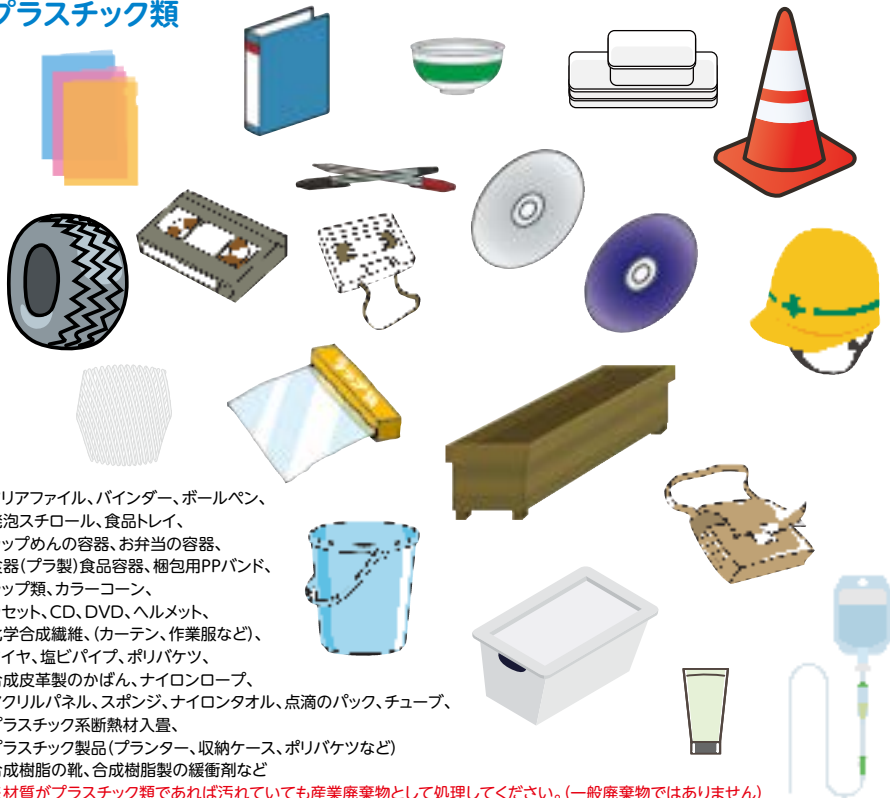 プラスチック類
ラップ
リアファイル、バインダー、ボールペン、
泡スチロール、食品トレイ、
ップめんの容器、お弁当の容器、
器(プラ製)食品容器、梱包用PPバンド、
ップ類、カラーコーン、
セット、CD、DVD、ヘルメット、
学合成繊維、(カーテン、作業服など)、
イヤ、塩ビパイプ、ポリバケツ、
成皮革製のかばん、ナイロンロープ、
クリルパネル、スポンジ、ナイロンタオル、点滴のパック、チューブ、
プラスチック系断熱材入畳、
プラスチック製品(プランター、収納ケース、ポリバケツなど)
成樹脂の靴、合成樹脂製の緩衝剤など
材質がプラスチック類であれば汚れていても産業廃棄物として処理してください。(一般廃棄物ではありません)